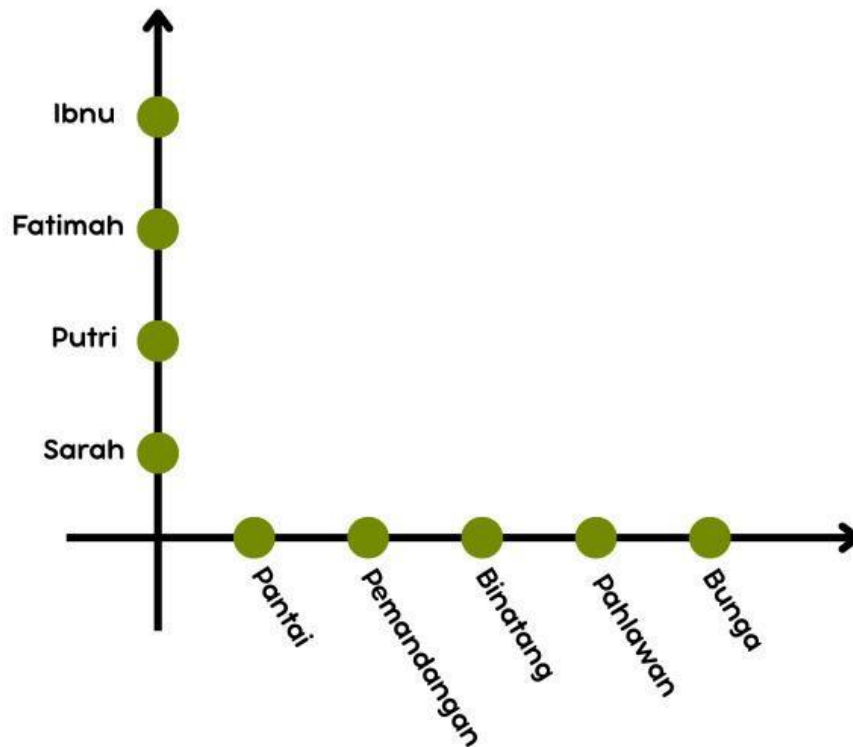 Ibnu
Fatimah
Putri
Sarah
Pantai
Pemandangan
Binatang
Pahlawan
Bunga